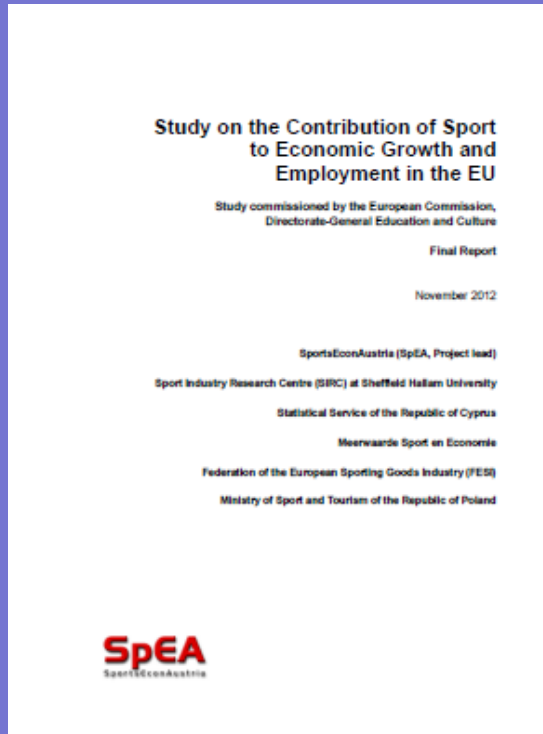 Study on the Contribution of Sport
to Economic Growth and
Employment in the EU
Study commissioned by the European Commission,
Directorate-General Education and Culture
Final Report
November 2012
SportsEconAustria (SpEA, Project lead)
Sport Industry Research Centre (SIRC) at Sheffield Hallam University
Statistical Service of the Republic of Cyprus
Meerwaarde Sport en Economie
Federation of the European Sporting Goods Industry (FESI)
Ministry of Sport and Tourism of the Republic of Poland
SpEA
SportsEconAustria